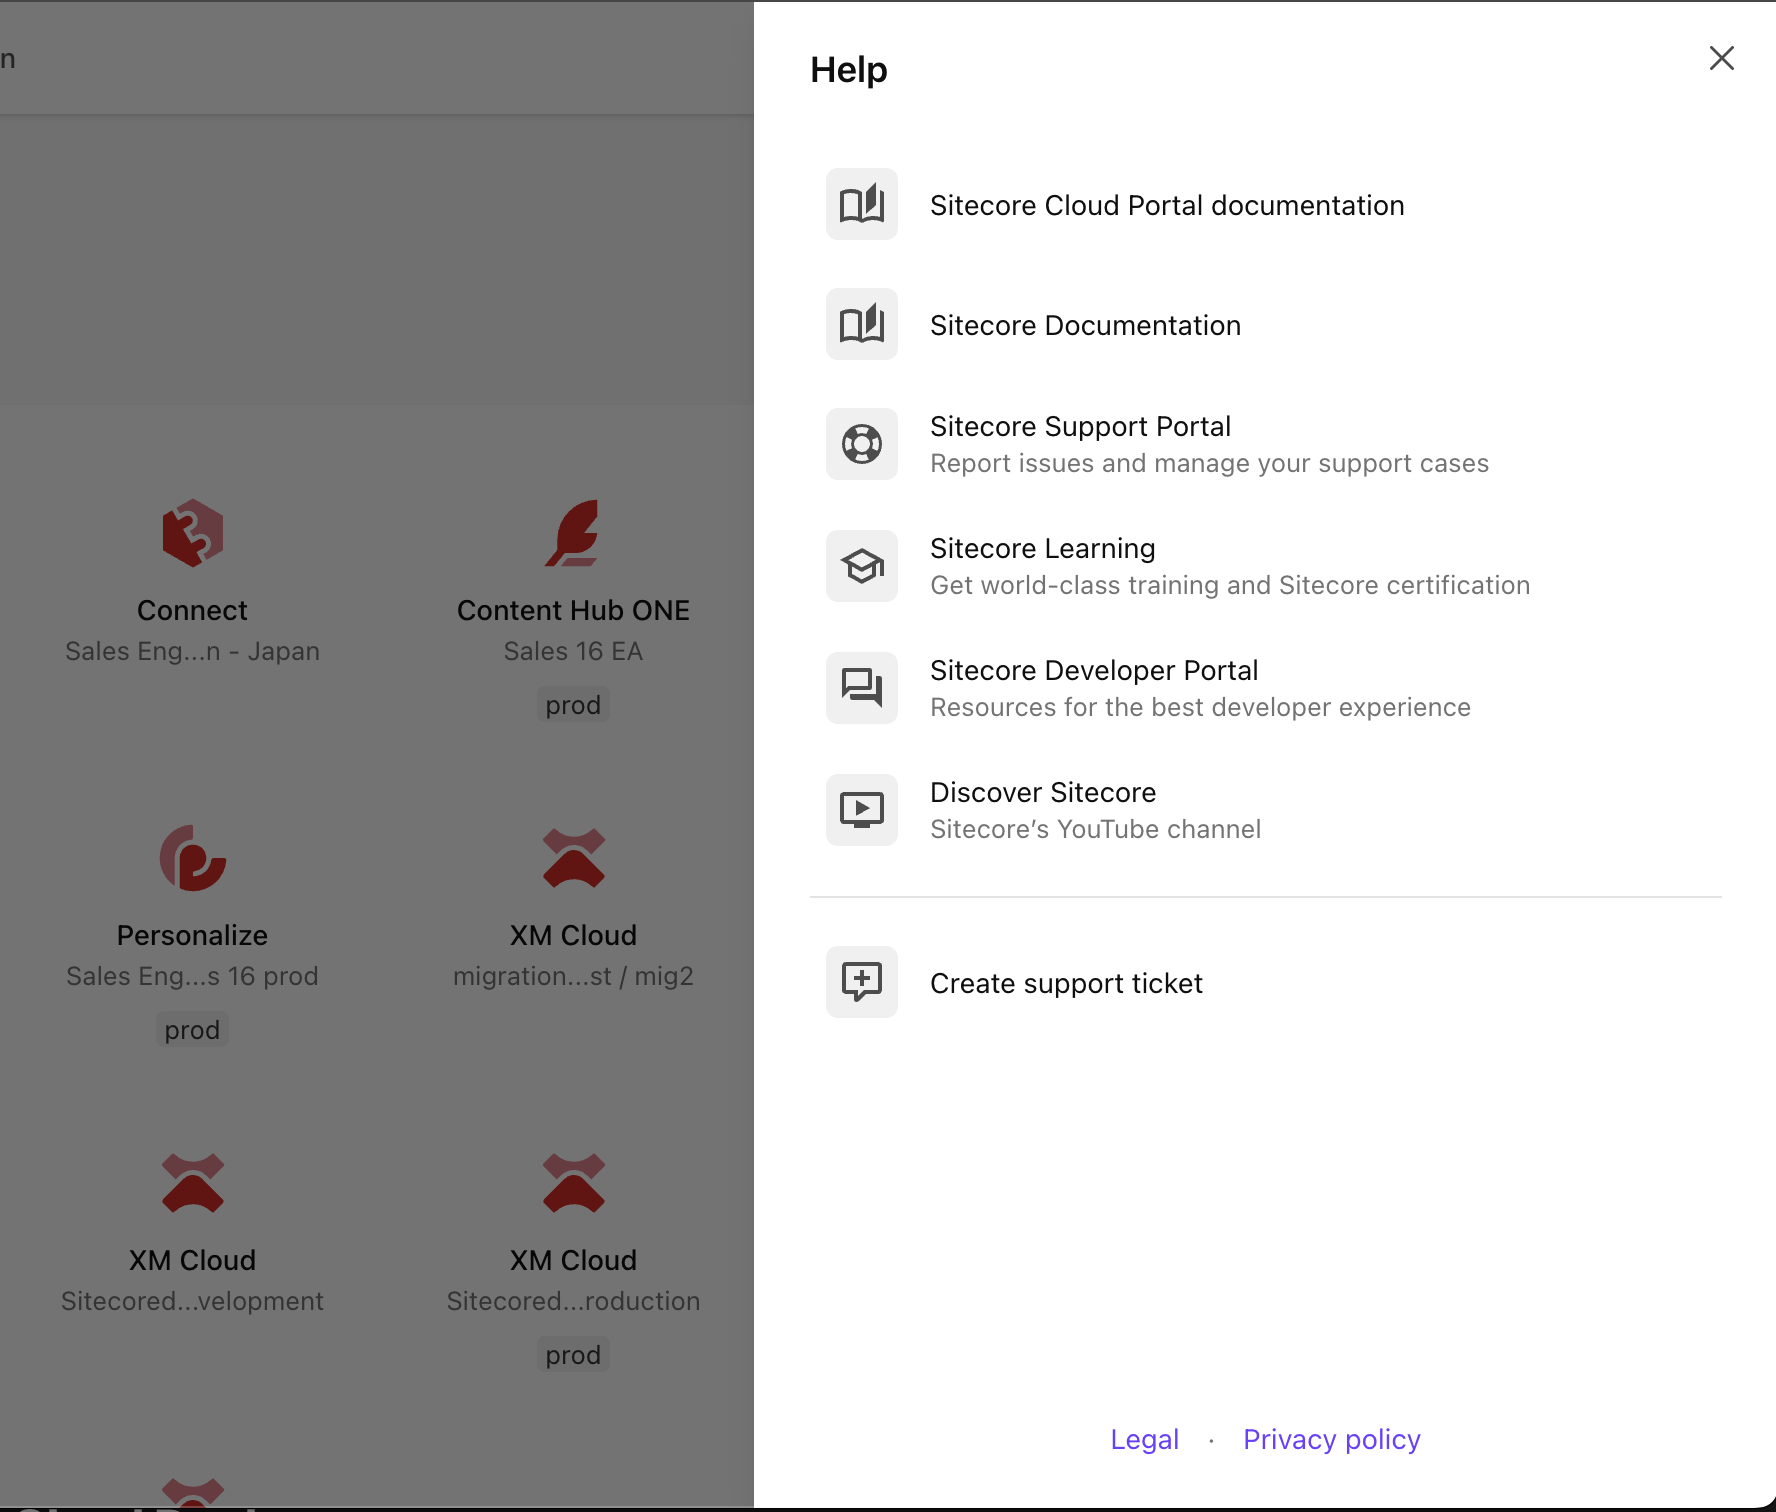 n
Help
Sitecore Cloud Portal documentation
Sitecore Documentation
Sitecore Support Portal
Report issues and manage your support cases
Sitecore Learning
Get world-class training and Sitecore certification
Sitecore Developer Portal
Resources for the best developer experience
Discover Sitecore
Sitecore’s YouTube channel
Create support ticket
Legal · Privacy policy
Connect
Sales Eng...n - Japan
Content Hub ONE
Sales 16 EA
prod
Personalize
Sales Eng...s 16 prod
prod
XM Cloud
migration...st / mig2
XM Cloud
Sitecored...velopment
XM Cloud
Sitecored...roduction
prod